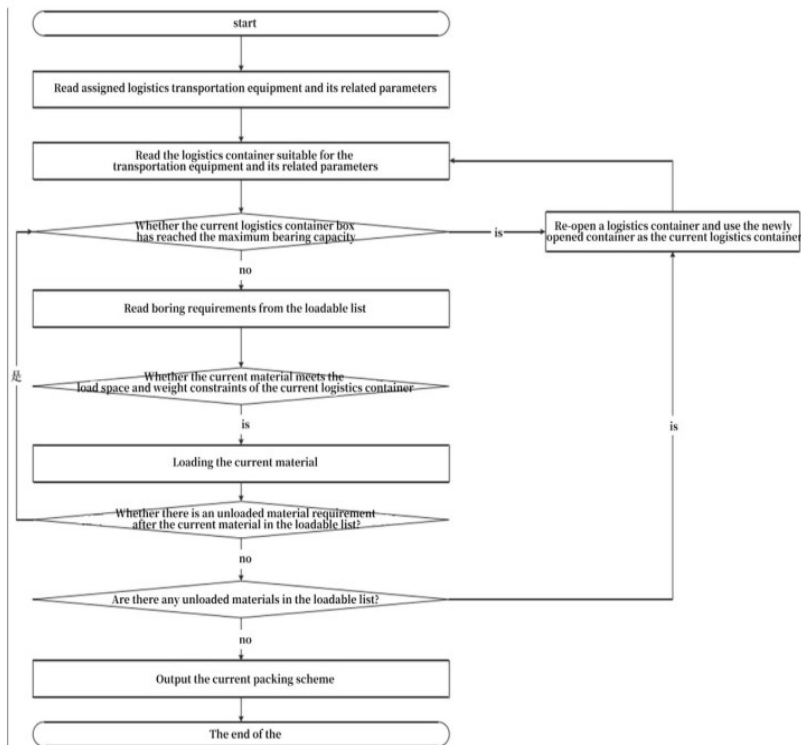 start
Read assigned logistics transportation equipment and its related parameters
Read the logistics container suitable for the
transportation equipment and its related parameters
Whether the current logistics container box
has reached the maximum bearing capacity
is
Re-open a logistics container and use the newly
opened container as the current logistics container
no
Read boring requirements from the loadable list
是
Whether the current material meets the
load space and weight constraints of the current logistics container
is
is
Loading the current material
Whether there is an unloaded material requirement
after the current material in the loadable list?
no
Are there any unloaded materials in the loadable list?
no
Output the current packing scheme
The end of the